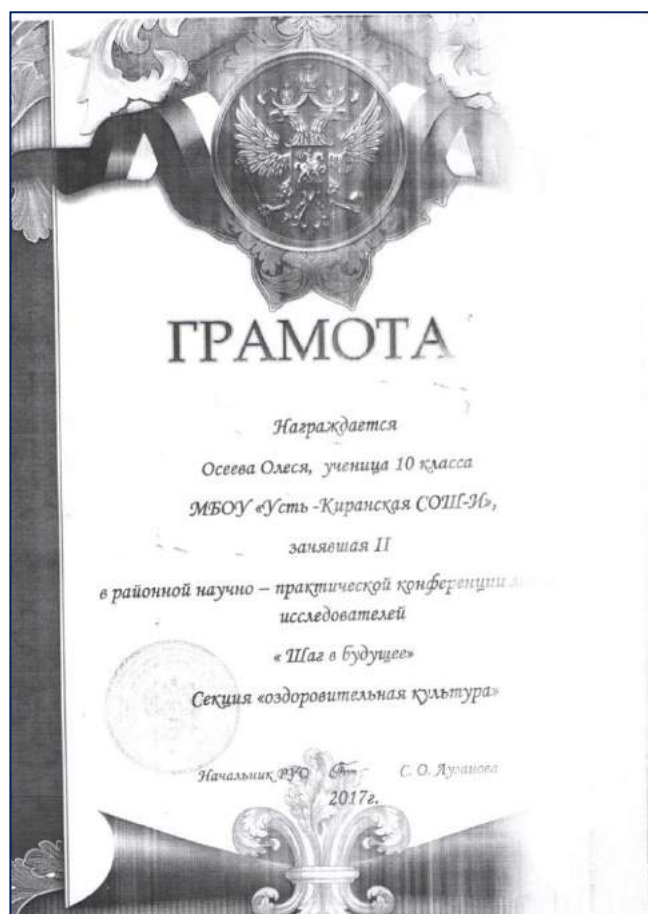 ГРАМОТА
Награждается
Осеева Олеся, ученица 10 класса
МБОУ «Усть -Киранская СОШ-И»,
занявшая II
в районной научно – практической конференции
исследователей
« Шаг в будущее»
Секция «оздоровительная культура»
Начальник РУО С. О.
2017г.